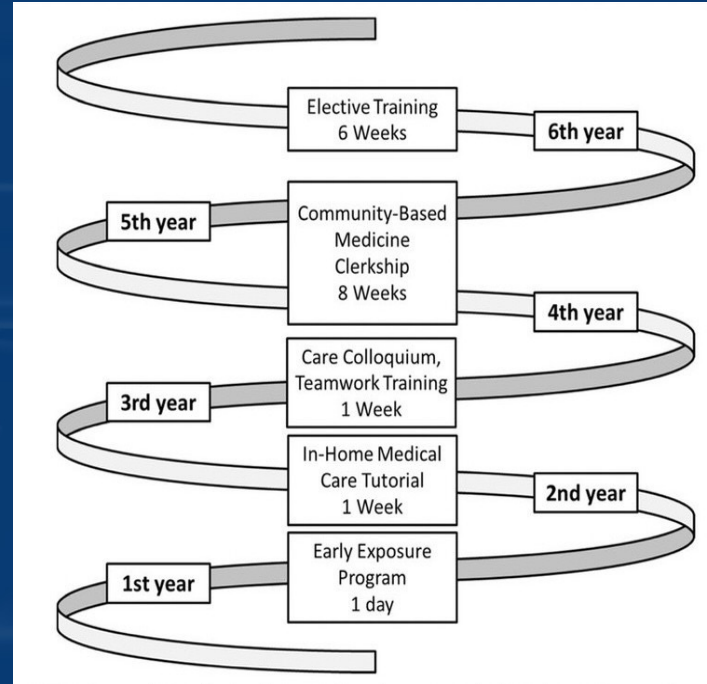 Elective Training
6 Weeks
6th year
5th year
Community-Based
Medicine
Clerkship
8 Weeks
4th year
Care Colloquium,
Teamwork Training
1 Week
3rd year
In-Home Medical
Care Tutorial
1 Week
2nd year
Early Exposure
Program
1 day
1st year